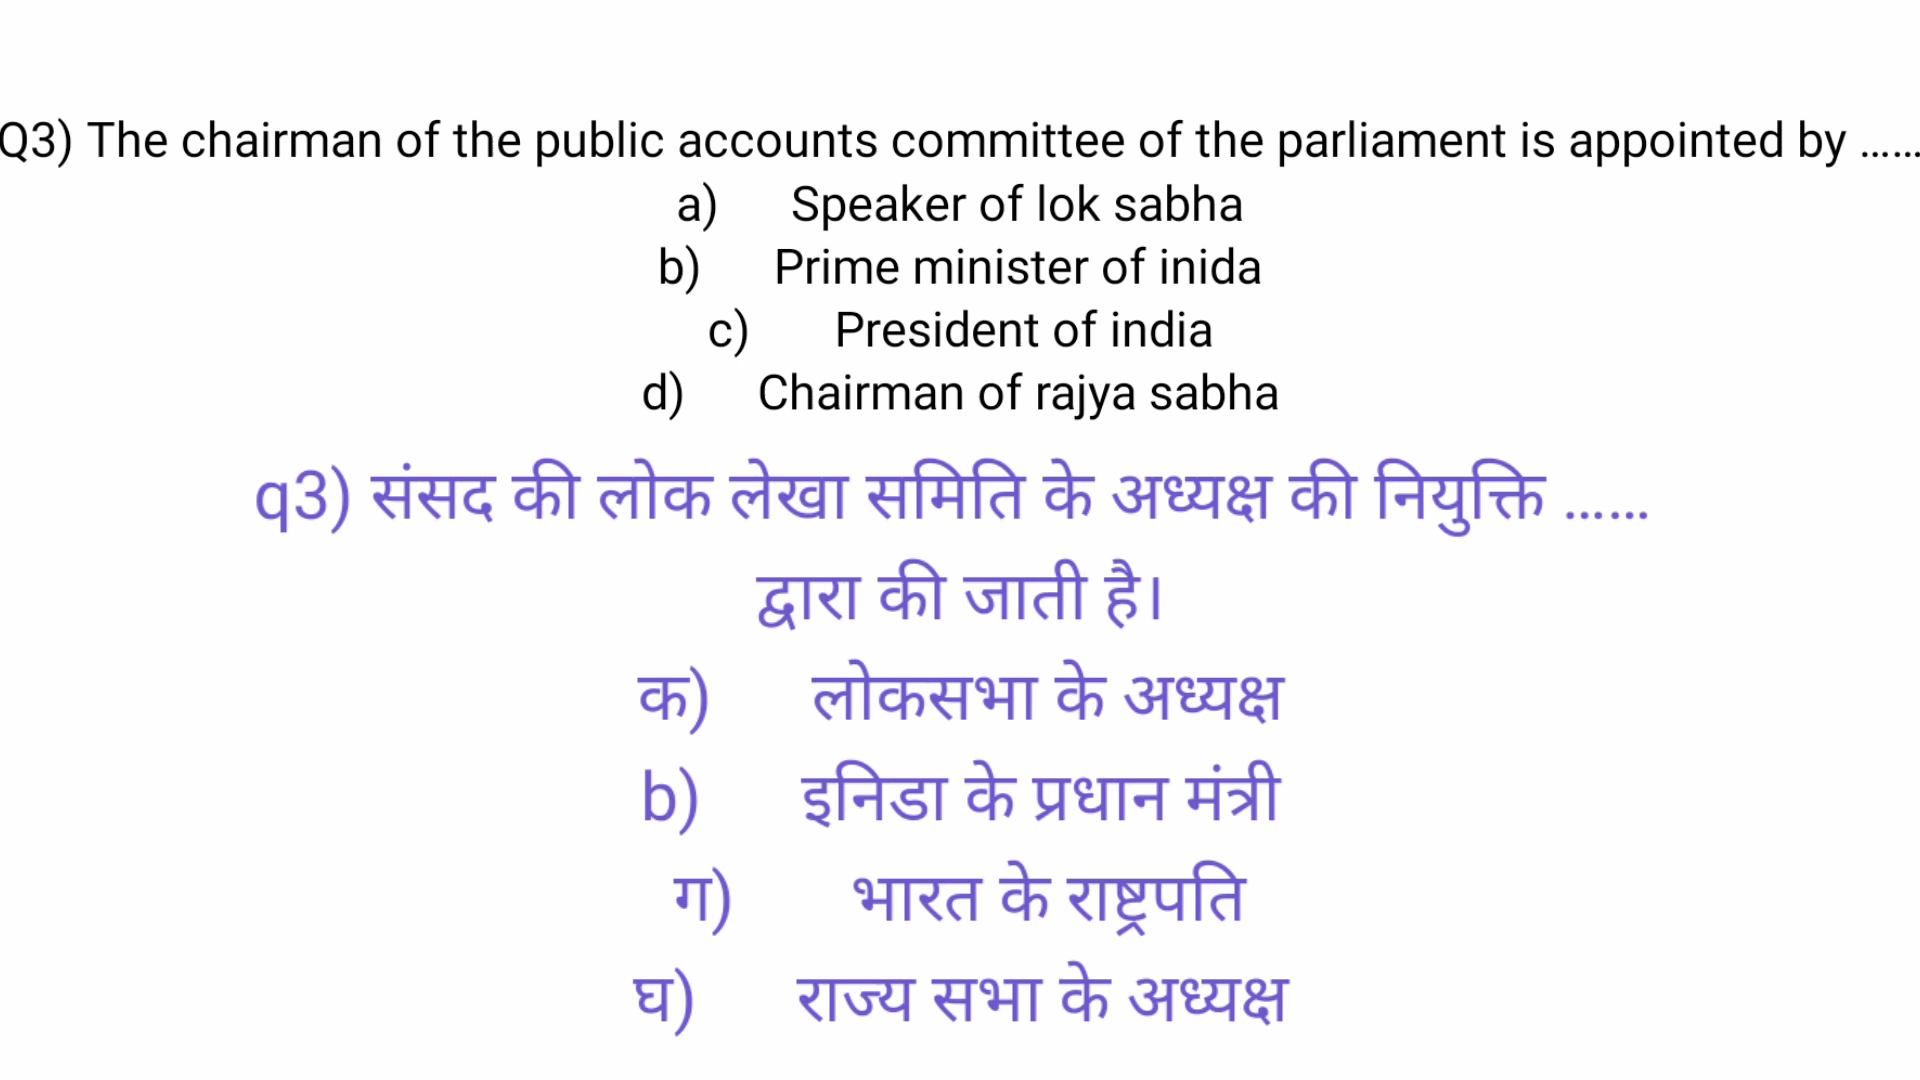 Q3) The chairman of the public accounts committee of the parliament is appointed by ......
a) Speaker of lok sabha
b) Prime minister of inida
c) President of india
d) Chairman of rajya sabha
q3) संसद की लोक लेखा समिति के अध्यक्ष की नियुक्ति ......
द्वारा की जाती है।
क) लोकसभा के अध्यक्ष
b) इनिडा के प्रधान मंत्री
ग) भारत के राष्ट्रपति
घ) राज्य सभा के अध्यक्ष